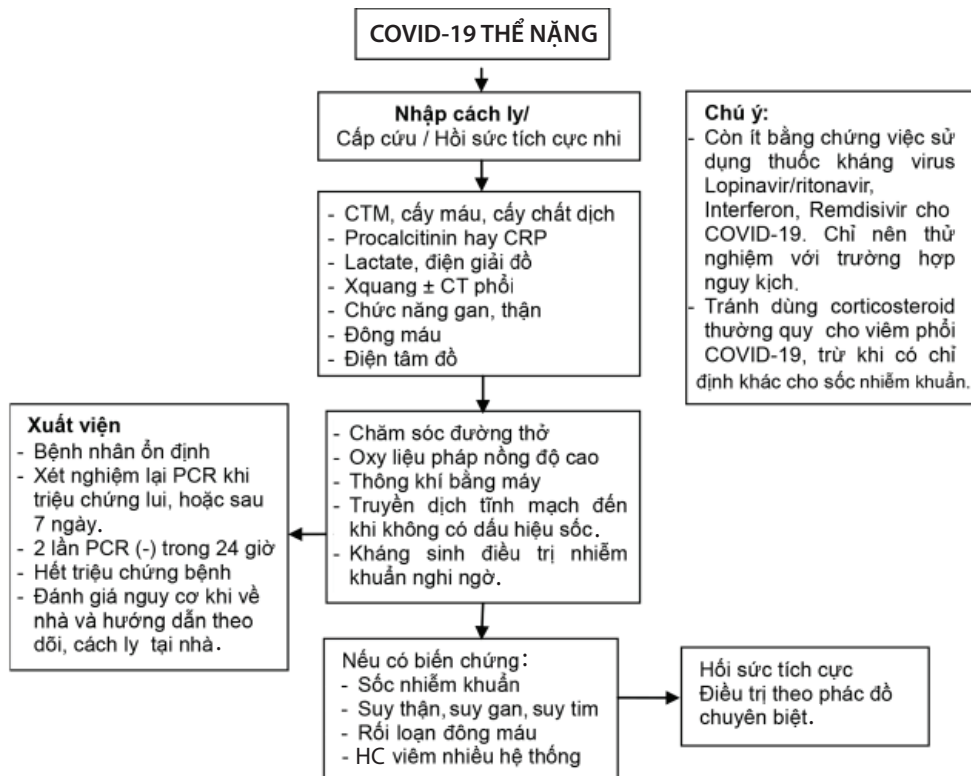 COVID-19 THỂ NẶNG
Nhập cách ly/
Cấp cứu / Hồi sức tích cực nhi
- CTM, cấy máu, cấy chất dịch
- Procalcitinin hay CRP
- Lactate, điện giải đồ
- Xquang ± CT phổi
- Chức năng gan, thận
- Đông máu
- Điện tâm đồ
Chú ý:
- Còn ít bằng chứng việc sử
dụng thuốc kháng virus
Lopinavir/ritonavir,
Interferon, Remdisivir cho
COVID-19. Chỉ nên thử
nghiệm với trường hợp
nguy kịch.
- Tránh dùng corticosteroid
thường quy cho viêm phổi
COVID-19, trừ khi có chỉ
định khác cho sốc nhiễm khuẩn.
- Chăm sóc đường thở
- Oxy liệu pháp nồng độ cao
- Thông khí bằng máy
- Truyền dịch tĩnh mạch đến
khi không có dấu hiệu sốc.
- Kháng sinh điều trị nhiễm
khuẩn nghi ngờ.
Xuất viện
- Bệnh nhân ổn định
- Xét nghiệm lại PCR khi
triệu chứng lui, hoặc sau
7 ngày.
- 2 lần PCR (-) trong 24 giờ
- Hết triệu chứng bệnh
- Đánh giá nguy cơ khi về
nhà và hướng dẫn theo
dõi, cách ly tại nhà.
Nếu có biến chứng:
- Sốc nhiễm khuẩn
- Suy thận, suy gan, suy tim
- Rối loạn đông máu
- HC viêm nhiều hệ thống
Hối sức tích cực
Điều trị theo phác đồ
chuyên biệt.